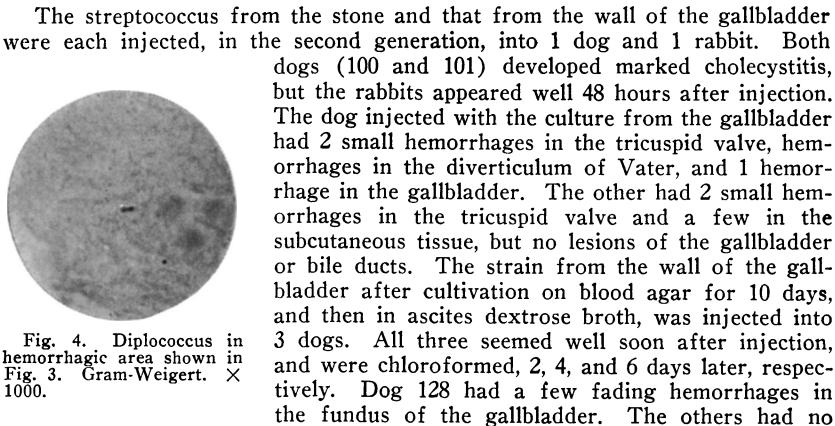 The streptococcus from the stone and that from the wall of the gallbladder
were each injected, in the second generation, into 1 dog and 1 rabbit. Both
dogs (100 and 101) developed marked cholecystitis,
but the rabbits appeared well 48 hours after injection.
The dog injected with the culture from the gallbladder
had 2 small hemorrhages in the tricuspid valve, hem-
orrhages in the diverticulum of Vater, and 1 hemor-
rhage in the gallbladder. The other had 2 small hem-
orrhages in the tricuspid valve and a few in the
subcutaneous tissue, but no lesions of the gallbladder
or bile ducts. The strain from the wall of the gall-
bladder after cultivation on blood agar for 10 days,
and then in ascites dextrose broth, was injected into
3 dogs. All three seemed well soon after injection,
and were chloroformed, 2, 4, and 6 days later, respec-
tively. Dog 128 had a few fading hemorrhages in
the fundus of the gallbladder. The others had no
Fig. 4. Diplococcus in
hemorrhagic area shown in
Fig. 3. Gram-Weigert. ×
1000.